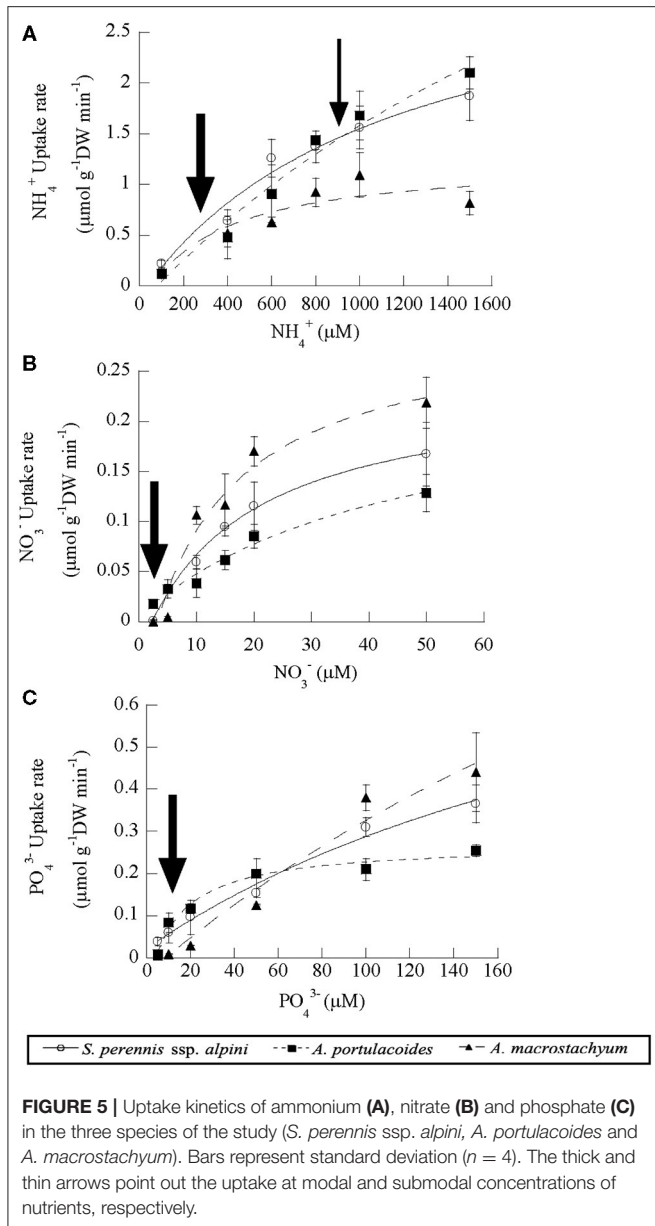 A
NH₄⁺ Uptake rate
(µmol g⁻¹DW min⁻¹)
2.5
2
1.5
1
0.5
0
0 200 400 600 800 1000 1200 1400 1600
NH₄⁺ (µM)
B
NO₃⁻ Uptake rate
(µmol g⁻¹DW min⁻¹)
0.25
0.2
0.15
0.1
0.05
0
0 10 20 30 40 50 60
NO₃⁻ (µM)
C
PO₄³⁻ Uptake rate
(µmol g⁻¹DW min⁻¹)
0.6
0.5
0.4
0.3
0.2
0.1
0
0 20 40 60 80 100 120 140 160
PO₄³⁻ (µM)
S. perennis ssp. alpini A. portulacoides A. macrostachyum
FIGURE 5 | Uptake kinetics of ammonium (A), nitrate (B) and phosphate (C)
in the three species of the study (S. perennis ssp. alpini, A. portulacoides and
A. macrostachyum). Bars represent standard deviation (n = 4). The thick and
thin arrows point out the uptake at modal and submodal concentrations of
nutrients, respectively.